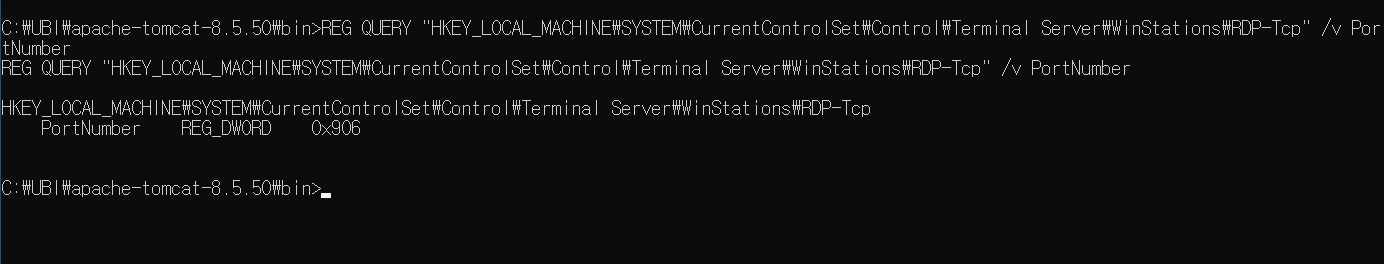 C:₩UBI₩apache-tomcat-8.5.50₩bin>REG QUERY "HKEY_LOCAL_MACHINE₩SYSTEM₩CurrentControlSet₩Control₩Terminal Server₩WinStations₩RDP-Tcp" /v Por
tNumber
REG QUERY "HKEY_LOCAL_MACHINE₩SYSTEM₩CurrentControlSet₩Control₩Terminal Server₩WinStations₩RDP-Tcp" /v PortNumber
HKEY_LOCAL_MACHINE₩SYSTEM₩CurrentControlSet₩Control₩Terminal Server₩WinStations₩RDP-Tcp
PortNumber    REG_DWORD    0x906
C:₩UBI₩apache-tomcat-8.5.50₩bin>